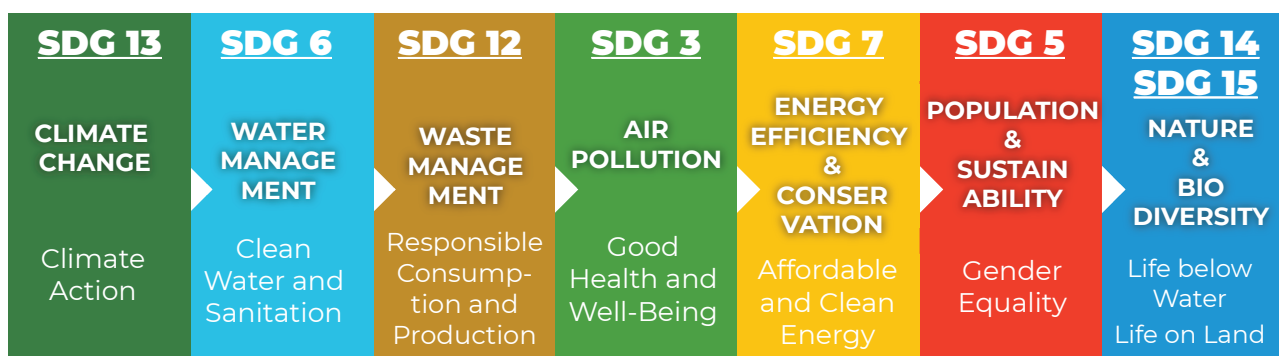 SDG 13
CLIMATE
CHANGE
Climate
Action
SDG 6
WATER
MANAGE
MENT
Clean
Water and
Sanitation
SDG 12
WASTE
MANAGE
MENT
Responsible
Consump-
tion and
Production
SDG 3
AIR
POLLUTION
Good
Health and
Well-Being
SDG 7
ENERGY
EFFICIENCY
&
CONSER
VATION
Affordable
and Clean
Energy
SDG 5
POPULATION
&
SUSTAIN
ABILITY
Gender
Equality
SDG 14
SDG 15
NATURE
&
BIO
DIVERSITY
Life below
Water
Life on Land